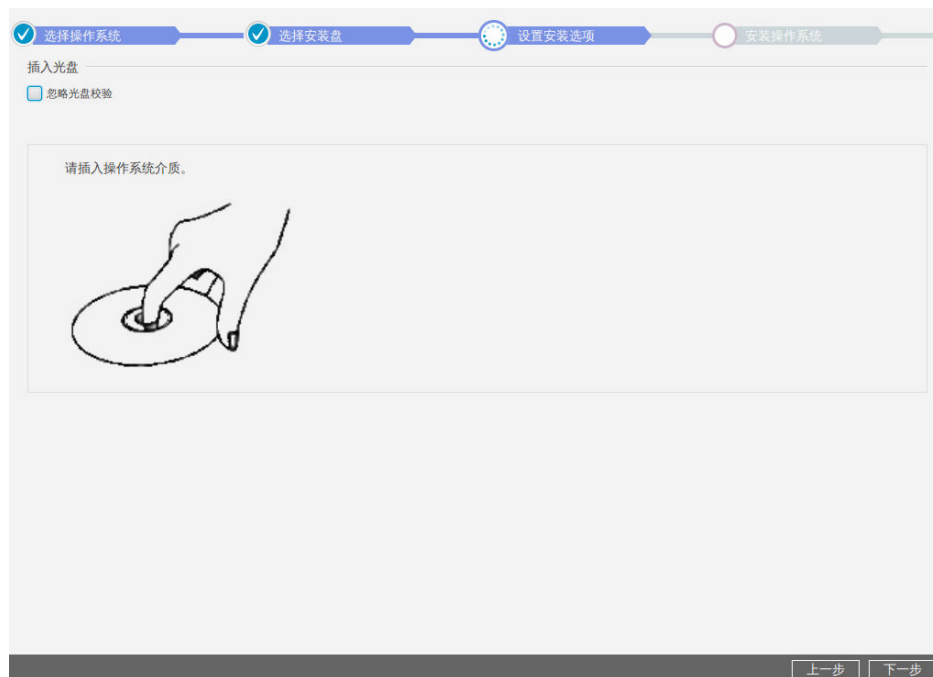 选择操作系统
选择安装盘
设置安装选项
安装操作系统
插入光盘
忽略光盘校验
请插入操作系统介质。
上一步
下一步